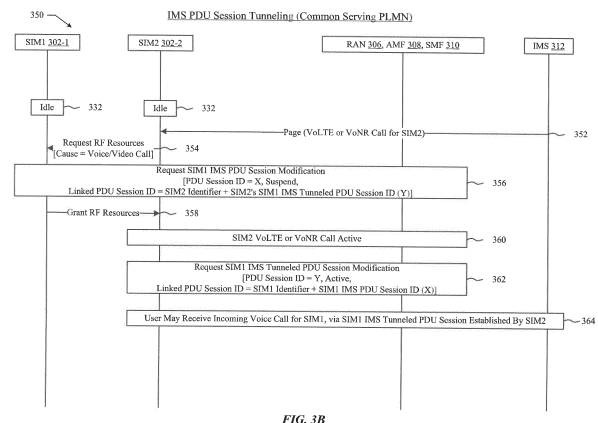 350
IMS PDU Session Tunneling (Common Serving PLMN)
SIM1 302-1
SIM2 302-2
RAN 306, AMF 308, SMF 310
IMS 312
Idle
332
Idle
332
Page (VoLTE or VoNR Call for SIM2)
352
Request RF Resources
[Cause = Voice/Video Call]
354
Request SIM1 IMS PDU Session Modification
[PDU Session ID = X, Suspend,
Linked PDU Session ID = SIM2 Identifier + SIM2's SIM1 IMS Tunneled PDU Session ID (Y)]
356
Grant RF Resources
358
SIM2 VoLTE or VoNR Call Active
360
Request SIM1 IMS Tunneled PDU Session Modification
[PDU Session ID = Y, Active,
Linked PDU Session ID = SIM1 Identifier + SIM1 IMS PDU Session ID (X)]
362
User May Receive Incoming Voice Call for SIM1, via SIM1 IMS Tunneled PDU Session Established By SIM2
364
FIG. 3B